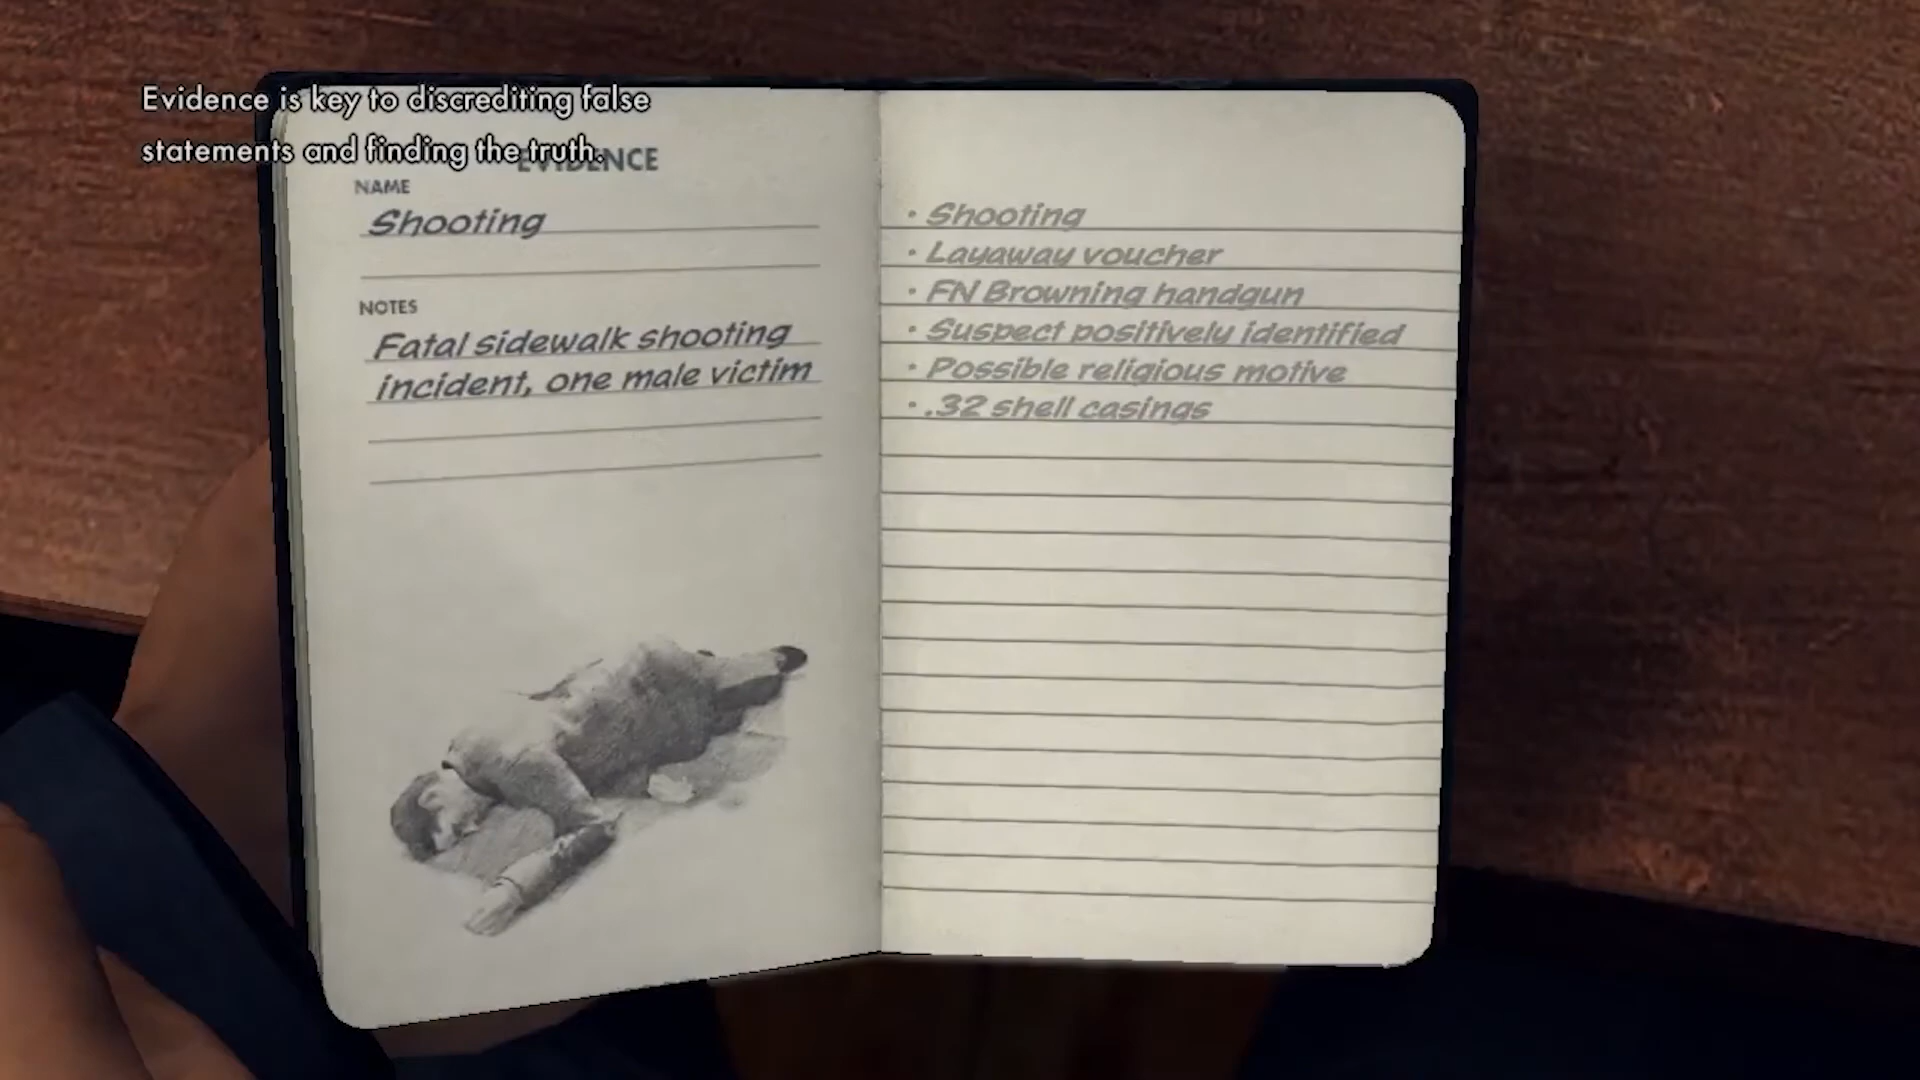 Evidence is key to discrediting false
statements and finding the truth.
EVIDENCE
NAME
Shooting
NOTES
Fatal sidewalk shooting
incident, one male victim
• Shooting
• Layaway voucher
• FN Browning handgun
• Suspect positively identified
• Possible religious motive
• .32 shell casings